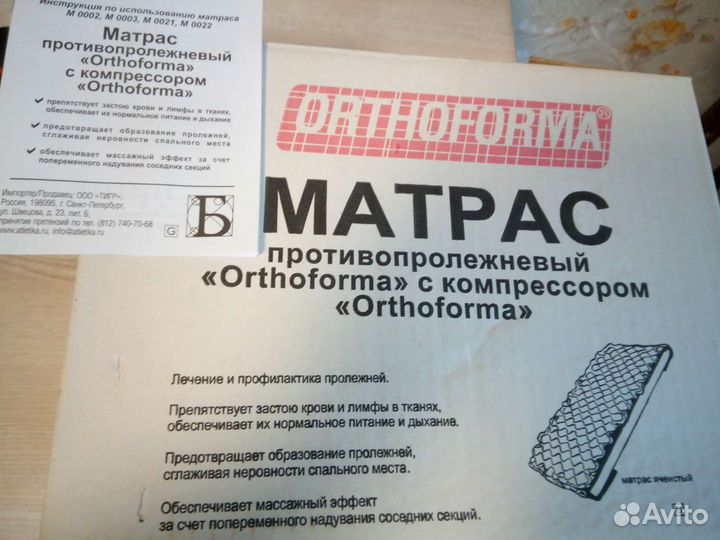 Инструкция по использованию матраса
М 0002, М 0003, М 0021, М 0022
Матрас
противопролежневый
«Orthoforma»
с компрессором
«Orthoforma»
препятствует застою крови и лимфы в тканях,
обеспечивает их нормальное питание и дыхание
предотвращает образование пролежней,
сглаживая неровности спального места
обеспечивает массажный эффект за счет
попеременного надувания соседних секций
Импортер/Продавец: ООО «ТИГР»,
Россия, 198095, г. Санкт-Петербург,
ул. Швецова, д. 23, лит. Б,
принятие претензий по тел. (812) 740-70-68
www.atletika.ru, info@atletika.ru
G
Б
ORTHOFORMA®
МАТРАС
противопролежневый
«Orthoforma» с компрессором
«Orthoforma»
Лечение и профилактика пролежней.
Препятствует застою крови и лимфы в тканях,
обеспечивает их нормальное питание и дыхание.
Предотвращает образование пролежней,
сглаживая неровности спального места.
Обеспечивает массажный эффект
за счет попеременного надувания соседних секций.
матрас ячеистый
Avito